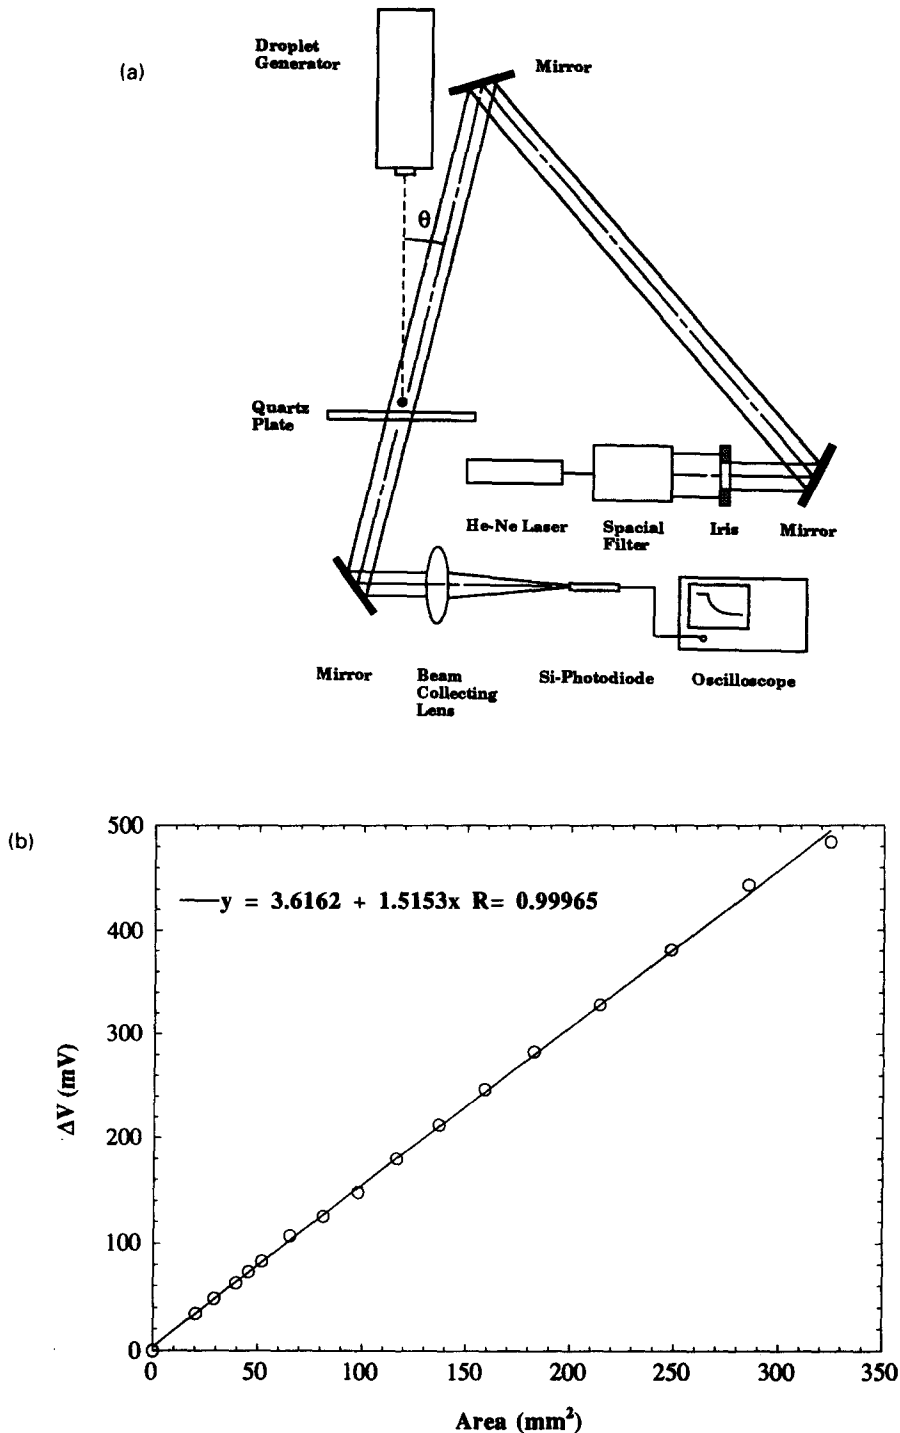 (a)
Droplet
Generator
Mirror
θ
Quartz
Plate
He-Ne Laser
Spacial
Filter
Iris
Mirror
Mirror
Beam
Collecting
Lens
Si-Photodiode
Oscilloscope
(b)
500
400
300
200
100
0
y = 3.6162 + 1.5153x R= 0.99965
ΔV (mV)
0 50 100 150 200 250 300 350
Area (mm²)